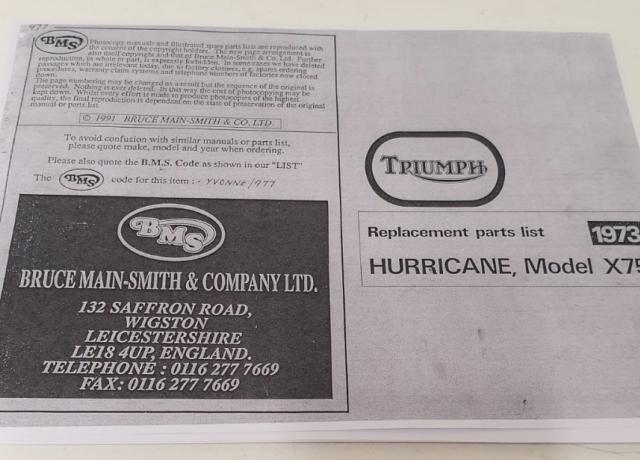 977
BMS
Photocopy manuals and illustrated spare parts lists are reproduced with
the consent of the copyright holders. The new page arrangement is
also itself copyright and that of Bruce Main-Smith & Co. Ltd. Further
reproduction, in whole or part, is expressly forbidden. In some cases we have deleted
passages which are irrelevant today, due to factory closures, e.g. spares ordering
procedures, warranty claim systems and telephone numbers of factories now closed
down.
The page numbering may be changed as a result but the sequence of the original is
preserved. Nothing is ever deleted. In this way the cost of photocopying may be
kept down. Whilst every effort is made to produce photocopies of the highest
quality, the final reproduction is dependant on the state of preservation of the original
manual or parts list.
© 1991 BRUCE MAIN-SMITH & CO. LTD.
To avoid confusion with similar manuals or parts list,
please quote make, model and year when ordering.
Please also quote the B.M.S. Code as shown in our "LIST"
The BMS code for this item :- YVONNE/977
BMS
BRUCE MAIN-SMITH & COMPANY LTD.
132 SAFFRON ROAD,
WIGSTON
LEICESTERSHIRE
LE18 4UP, ENGLAND.
TELEPHONE : 0116 277 7669
FAX: 0116 277 7669
TRIUMPH
Replacement parts list 1973
HURRICANE, Model X75